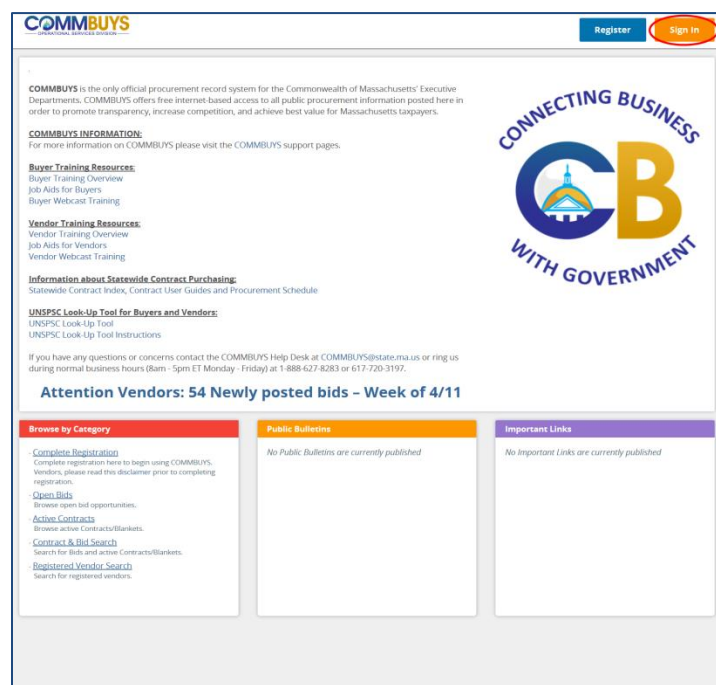 COMMBUYS
OPERATIONAL SERVICES DIVISION
Register
Sign In
COMMBUYS is the only official procurement record system for the Commonwealth of Massachusetts' Executive
Departments. COMMBUYS offers free internet-based access to all public procurement information posted here in
order to promote transparency, increase competition, and achieve best value for Massachusetts taxpayers.
COMMBUYS INFORMATION:
For more information on COMMBUYS please visit the COMMBUYS support pages.
Buyer Training Resources:
Buyer Training Overview
Job Aids for Buyers
Buyer Webcast Training
Vendor Training Resources:
Vendor Training Overview
Job Aids for Vendors
Vendor Webcast Training
Information about Statewide Contract Purchasing:
Statewide Contract Index, Contract User Guides and Procurement Schedule
UNSPSC Look-Up Tool for Buyers and Vendors:
UNSPSC Look-Up Tool
UNSPSC Look-Up Tool Instructions
If you have any questions or concerns contact the COMMBUYS Help Desk at COMMBUYS@state.ma.us or ring us
during normal business hours (8am - 5pm ET Monday - Friday) at 1-888-627-8283 or 617-720-3197.
CONNECTING BUSINESS
CB
WITH GOVERNMENT
Attention Vendors: 54 Newly posted bids – Week of 4/11
Browse by Category
- Complete Registration
Complete registration here to begin using COMMBUYS.
Vendors, please read this disclaimer prior to completing
registration.
- Open Bids
Browse open bid opportunities.
- Active Contracts
Browse active Contracts/Blankets.
- Contract & Bid Search
Search for Bids and active Contracts/Blankets.
- Registered Vendor Search
Search for registered vendors.
Public Bulletins
No Public Bulletins are currently published
Important Links
No Important Links are currently published